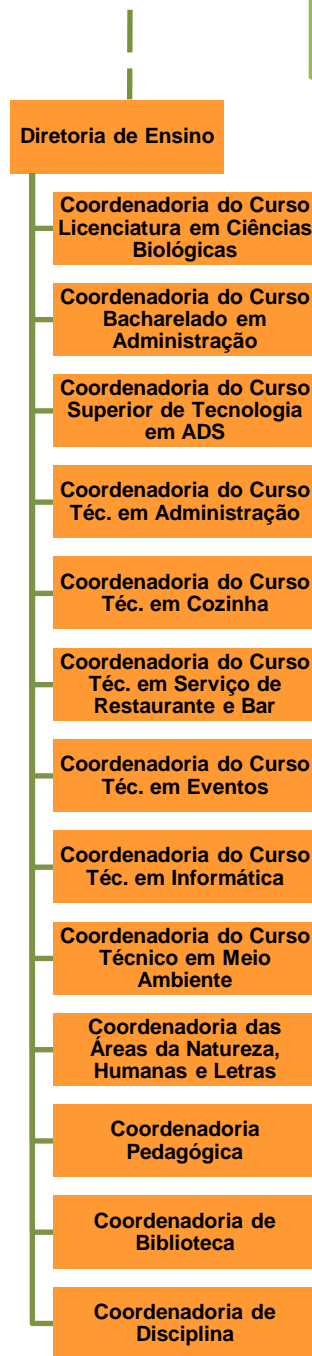 Diretoria de Ensino
Coordenadoria do Curso
Licenciatura em Ciências
Biológicas
Coordenadoria do Curso
Bacharelado em
Administração
Coordenadoria do Curso
Superior de Tecnologia
em ADS
Coordenadoria do Curso
Téc. em Administração
Coordenadoria do Curso
Téc. em Cozinha
Coordenadoria do Curso
Téc. em Serviço de
Restaurante e Bar
Coordenadoria do Curso
Téc. em Eventos
Coordenadoria do Curso
Téc. em Informática
Coordenadoria do Curso
Técnico em Meio
Ambiente
Coordenadoria das
Áreas da Natureza,
Humanas e Letras
Coordenadoria
Pedagógica
Coordenadoria de
Biblioteca
Coordenadoria de
Disciplina